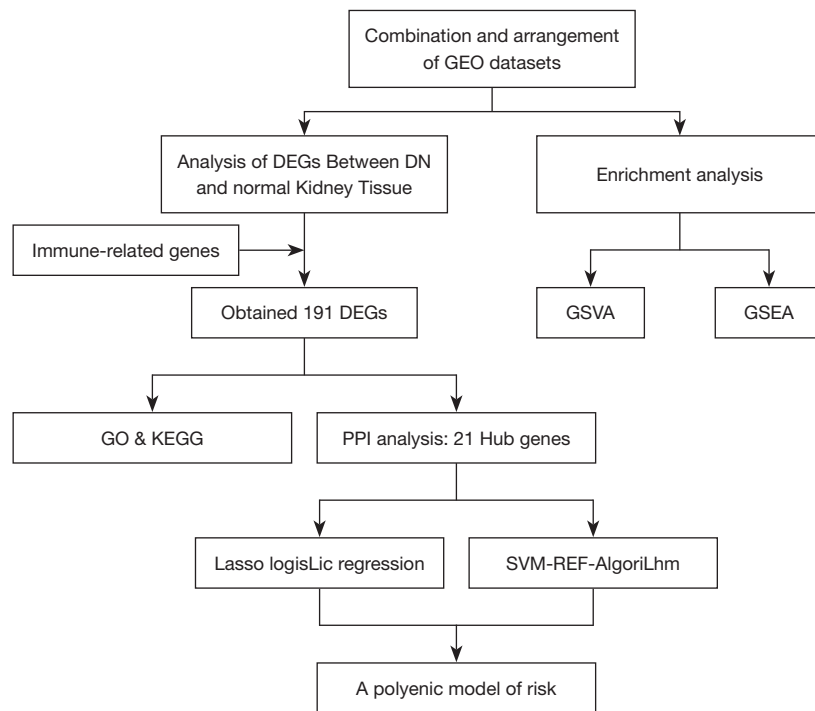 Combination and arrangement
of GEO datasets
Analysis of DEGs Between DN
and normal Kidney Tissue
Enrichment analysis
Immune-related genes
Obtained 191 DEGs
GSVA
GSEA
GO & KEGG
PPI analysis: 21 Hub genes
Lasso logisLic regression
SVM-REF-AlgoriLhm
A polyenic model of risk